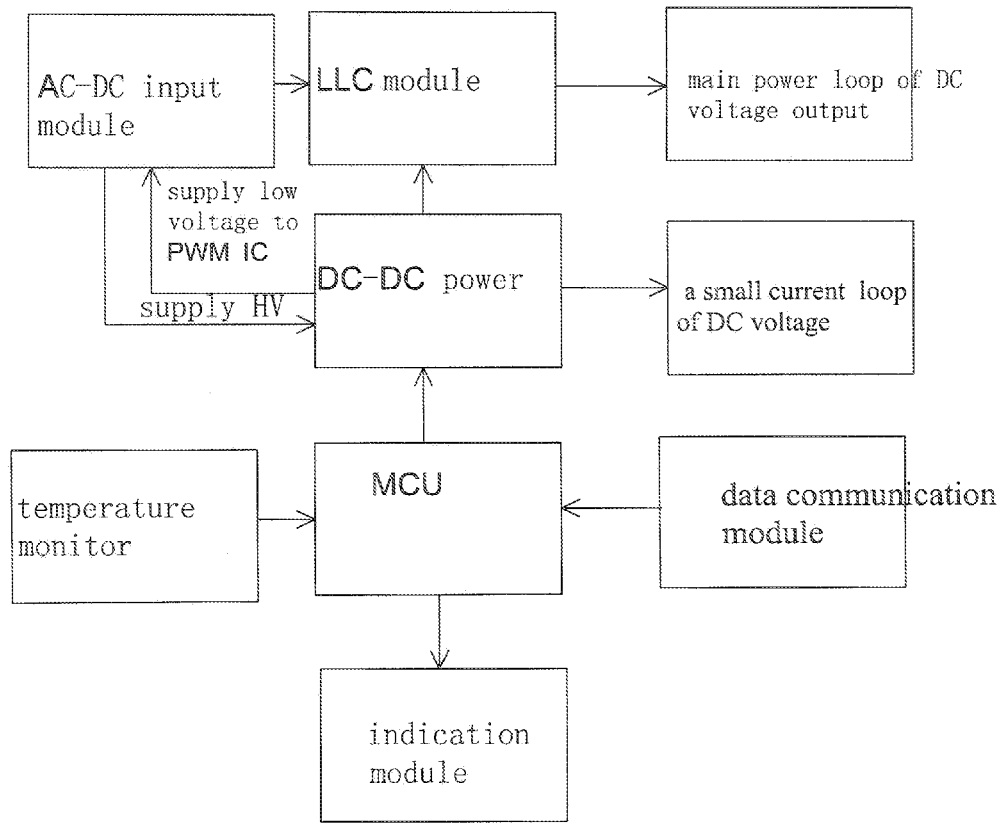 AC-DC input
module
LLC module
main power loop of DC
voltage output
supply low
voltage to
PWM IC
DC-DC power
supply HV
a small current loop
of DC voltage
MCU
temperature
monitor
data communication
module
indication
module